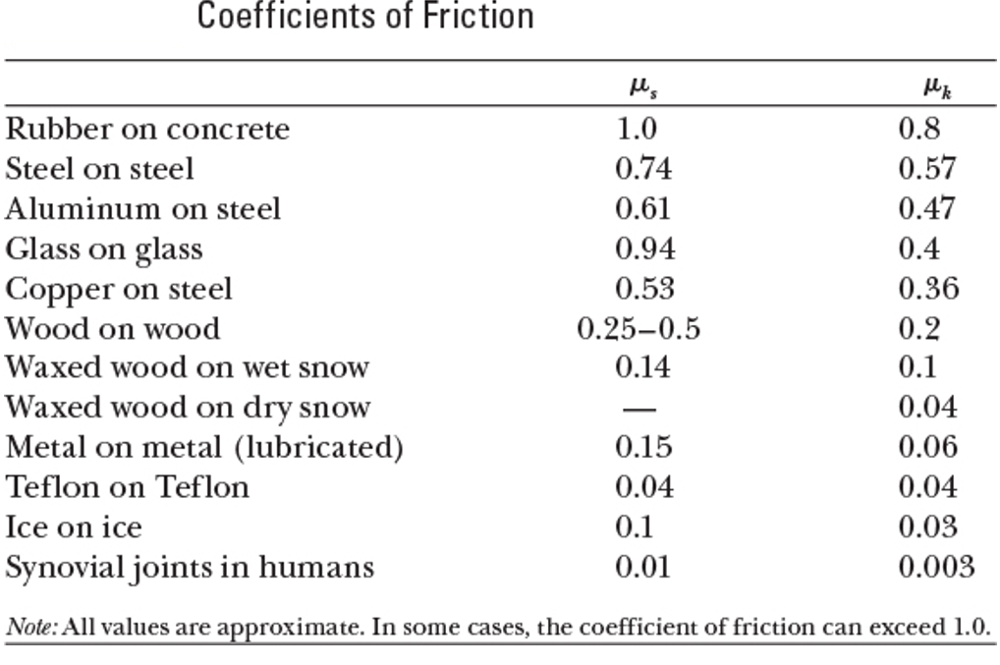 Coefficients of Friction
μs μk
Rubber on concrete 1.0 0.8
Steel on steel 0.74 0.57
Aluminum on steel 0.61 0.47
Glass on glass 0.94 0.4
Copper on steel 0.53 0.36
Wood on wood 0.25–0.5 0.2
Waxed wood on wet snow 0.14 0.1
Waxed wood on dry snow — 0.04
Metal on metal (lubricated) 0.15 0.06
Teflon on Teflon 0.04 0.04
Ice on ice 0.1 0.03
Synovial joints in humans 0.01 0.003
Note: All values are approximate. In some cases, the coefficient of friction can exceed 1.0.